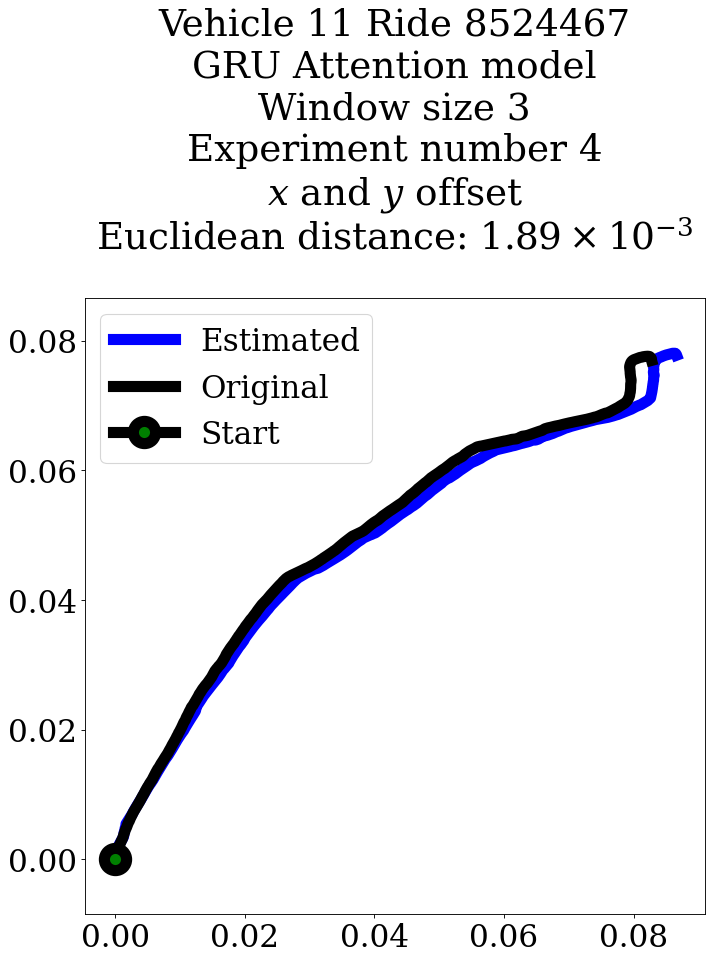 Vehicle 11 Ride 8524467
GRU Attention model
Window size 3
Experiment number 4
x and y offset
Euclidean distance: 1.89 × 10⁻³
Estimated
Original
Start
0.08
0.06
0.04
0.02
0.00
0.00 0.02 0.04 0.06 0.08